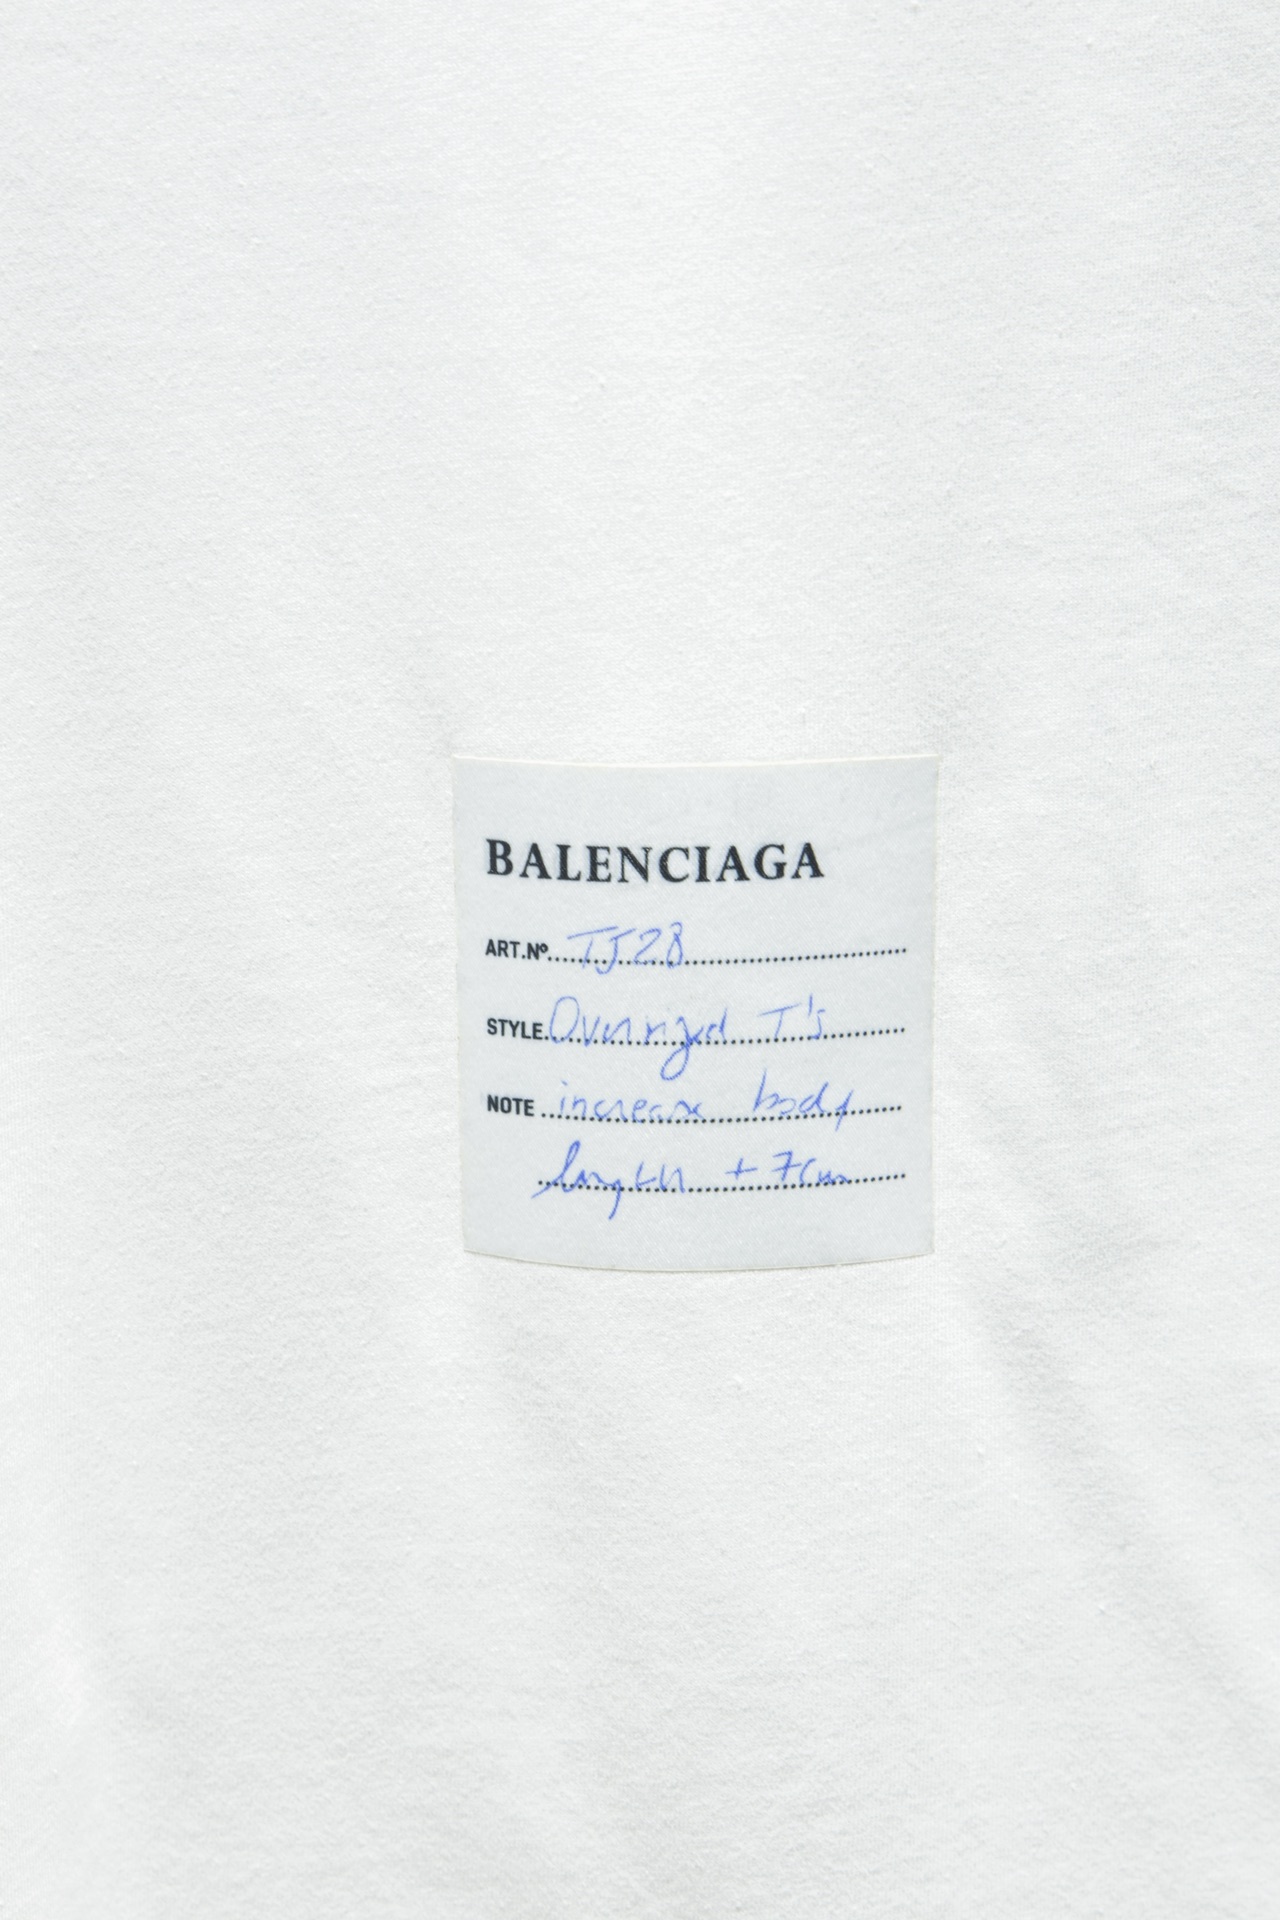 BALENCIAGA
ART.Nº TJ28
STYLE Oversized T's
NOTE increase body
length +7cm